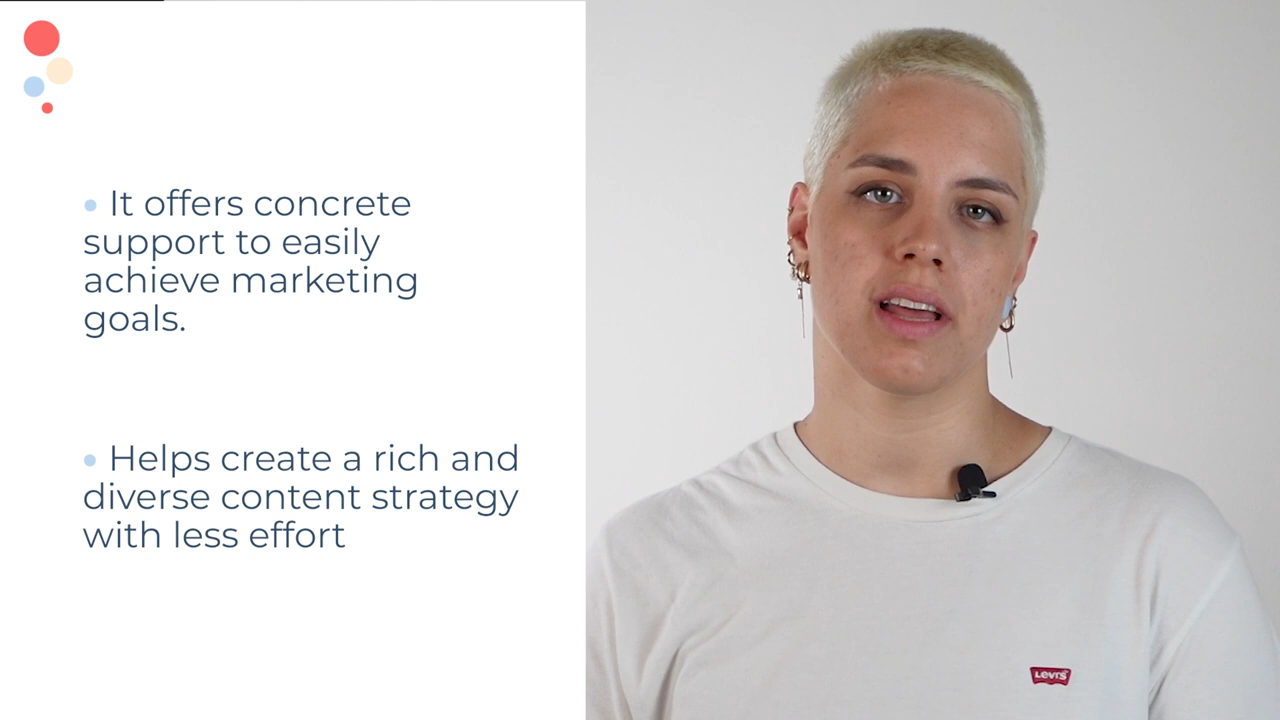 • It offers concrete
support to easily
achieve marketing
goals.
• Helps create a rich and
diverse content strategy
with less effort
Levi's